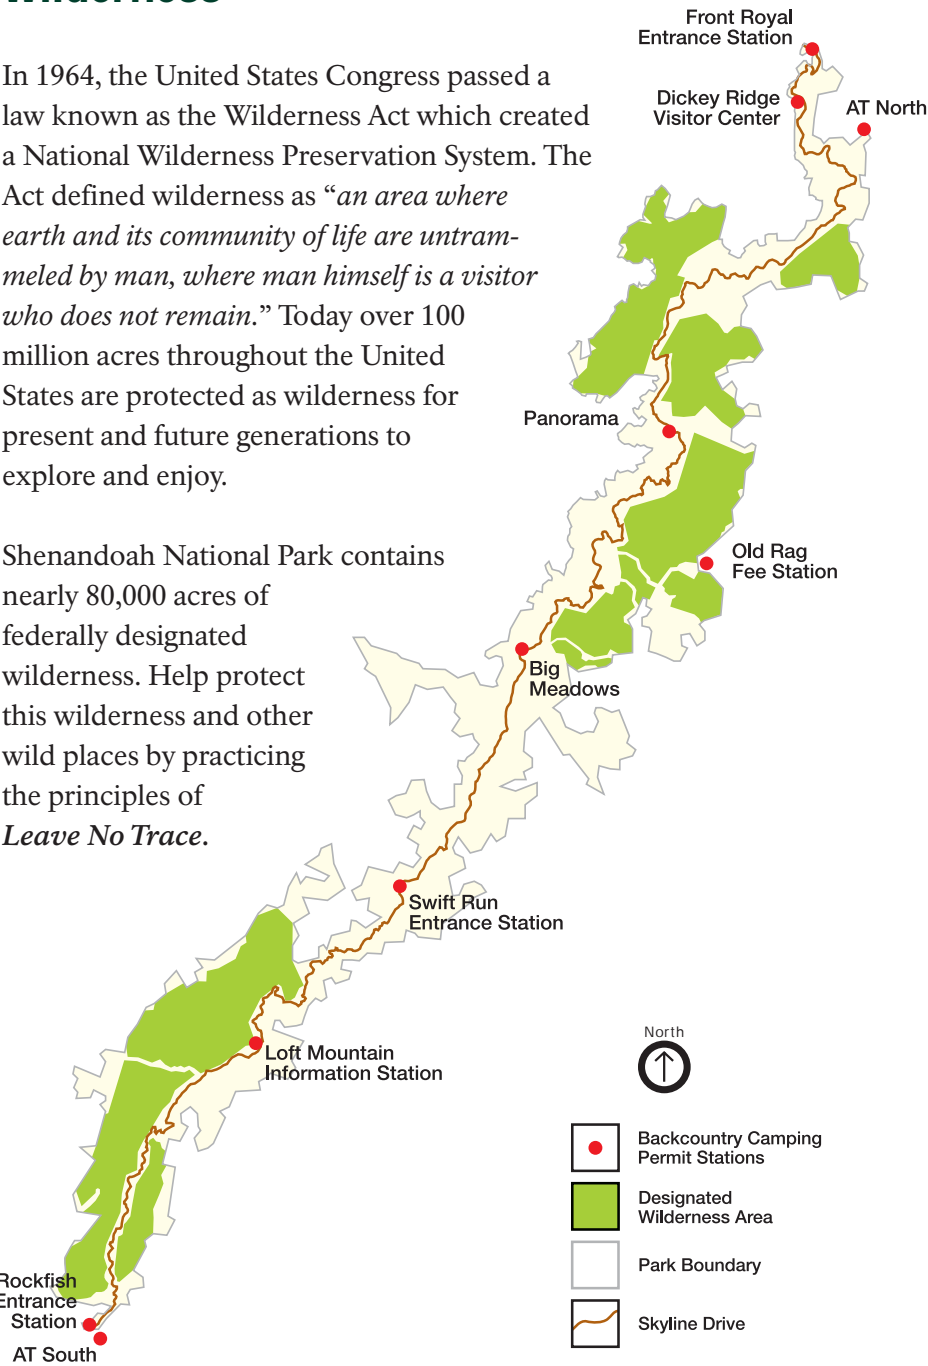 Wilderness
In 1964, the United States Congress passed a
law known as the Wilderness Act which created
a National Wilderness Preservation System. The
Act defined wilderness as “an area where
earth and its community of life are untram-
meled by man, where man himself is a visitor
who does not remain.” Today over 100
million acres throughout the United
States are protected as wilderness for
present and future generations to
explore and enjoy.
Shenandoah National Park contains
nearly 80,000 acres of
federally designated
wilderness. Help protect
this wilderness and other
wild places by practicing
the principles of
Leave No Trace.
Front Royal
Entrance Station
Dickey Ridge
Visitor Center
AT North
Panorama
Old Rag
Fee Station
Big
Meadows
Swift Run
Entrance Station
Loft Mountain
Information Station
Rockfish
Entrance
Station
AT South
North
Backcountry Camping
Permit Stations
Designated
Wilderness Area
Park Boundary
Skyline Drive